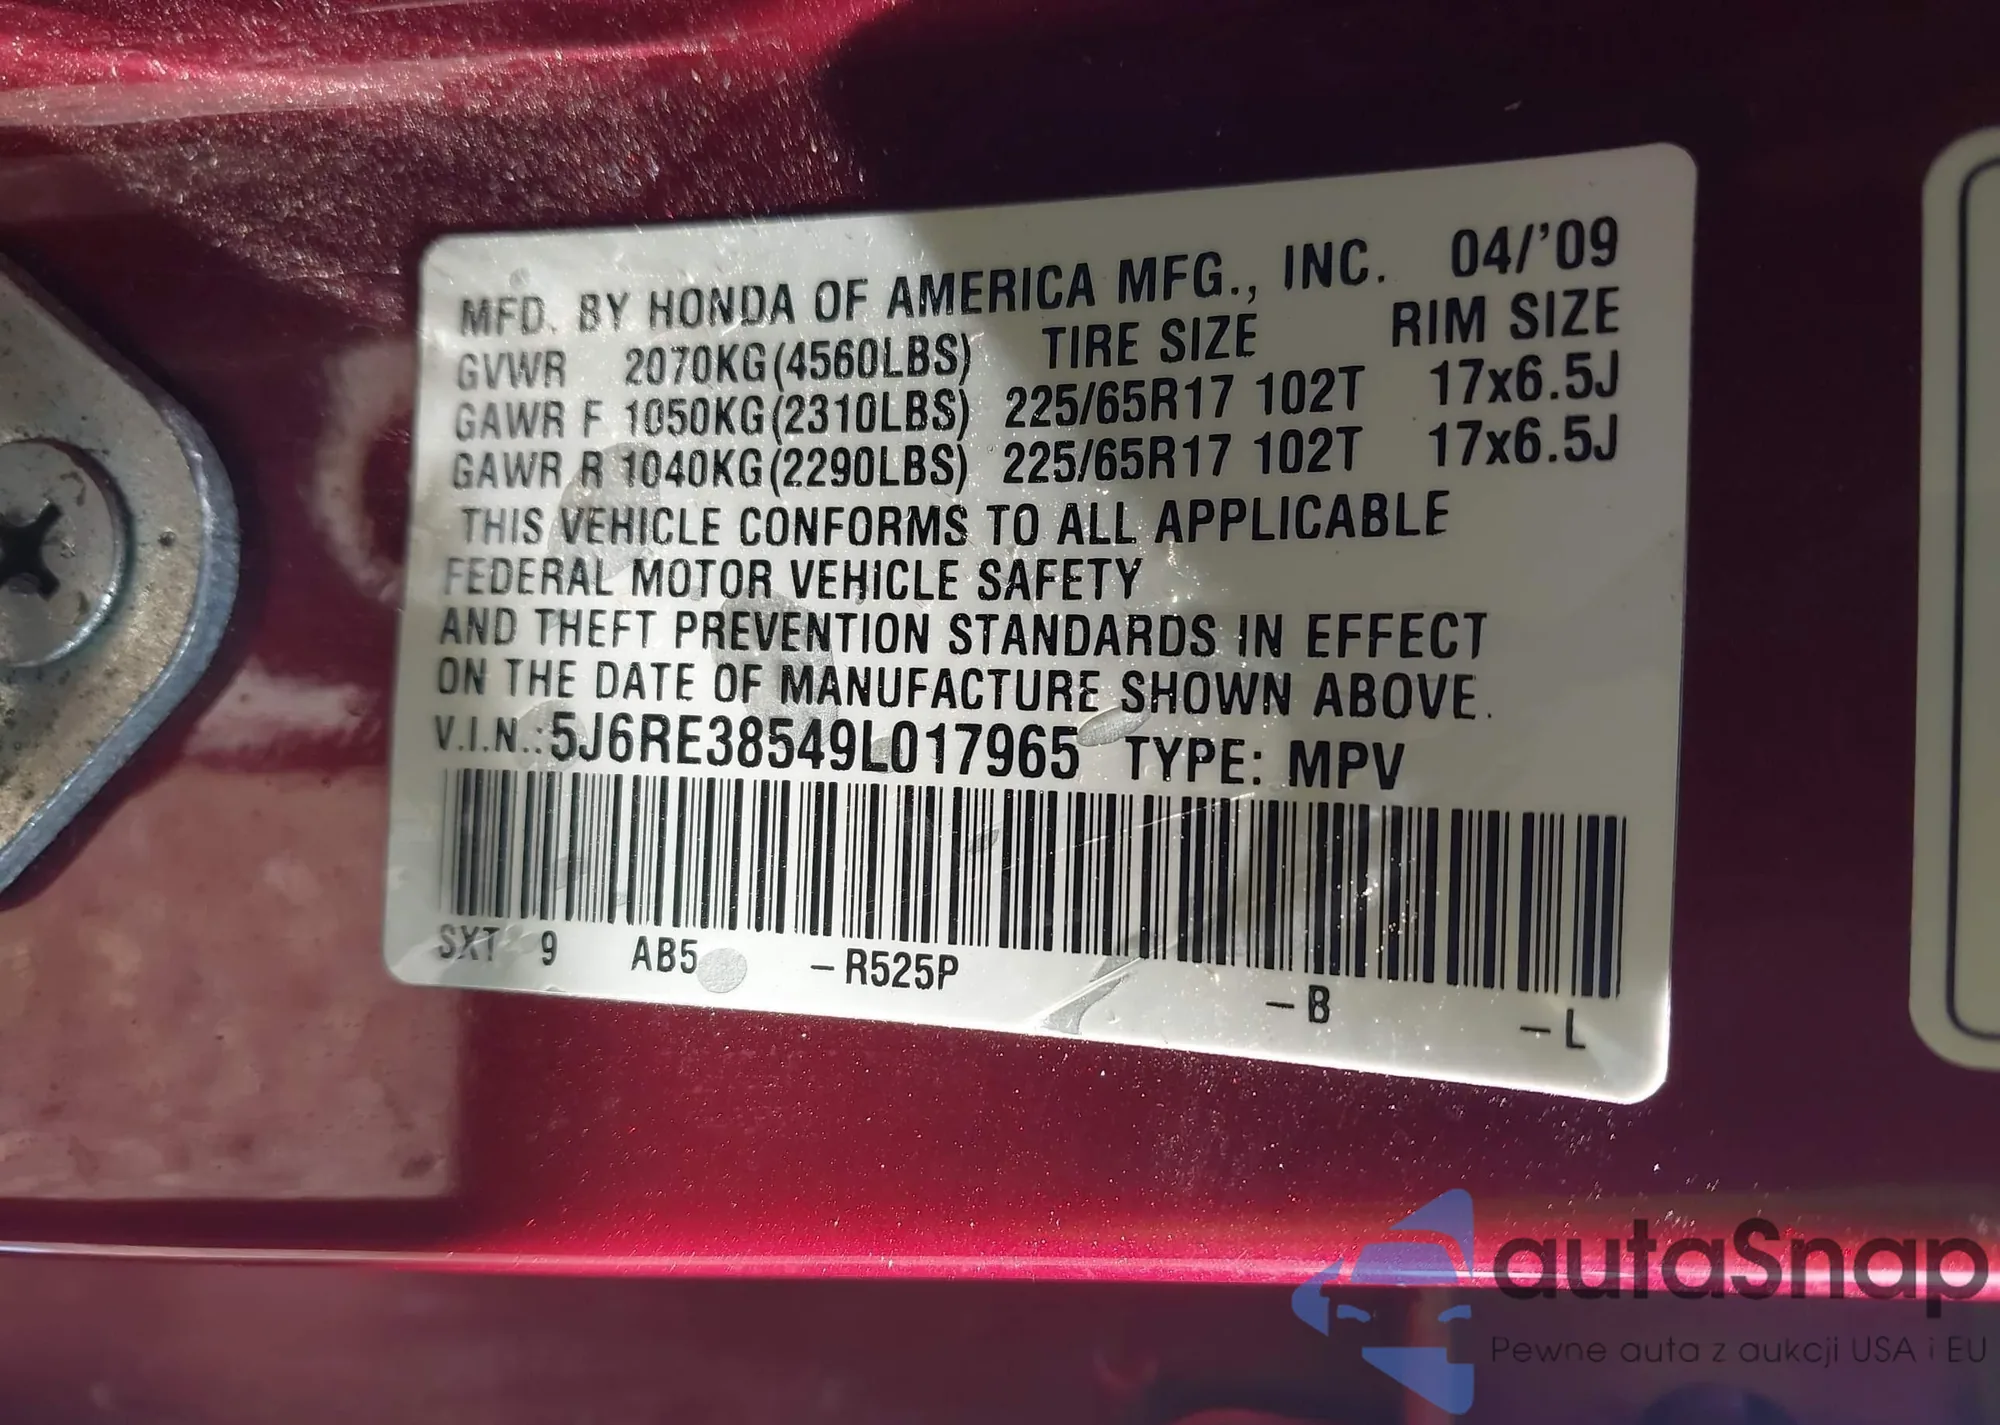 MFD. BY HONDA OF AMERICA MFG., INC. 04/'09
GVWR 2070KG(4560LBS) TIRE SIZE RIM SIZE
GAWR F 1050KG(2310LBS) 225/65R17 102T 17x6.5J
GAWR R 1040KG(2290LBS) 225/65R17 102T 17x6.5J
THIS VEHICLE CONFORMS TO ALL APPLICABLE
FEDERAL MOTOR VEHICLE SAFETY
AND THEFT PREVENTION STANDARDS IN EFFECT
ON THE DATE OF MANUFACTURE SHOWN ABOVE.
V.I.N.:5J6RE38549L017965 TYPE: MPV
SXT 9 AB5 -R525P -B -L
autaSnap
Pewne auta z aukcji USA i EU